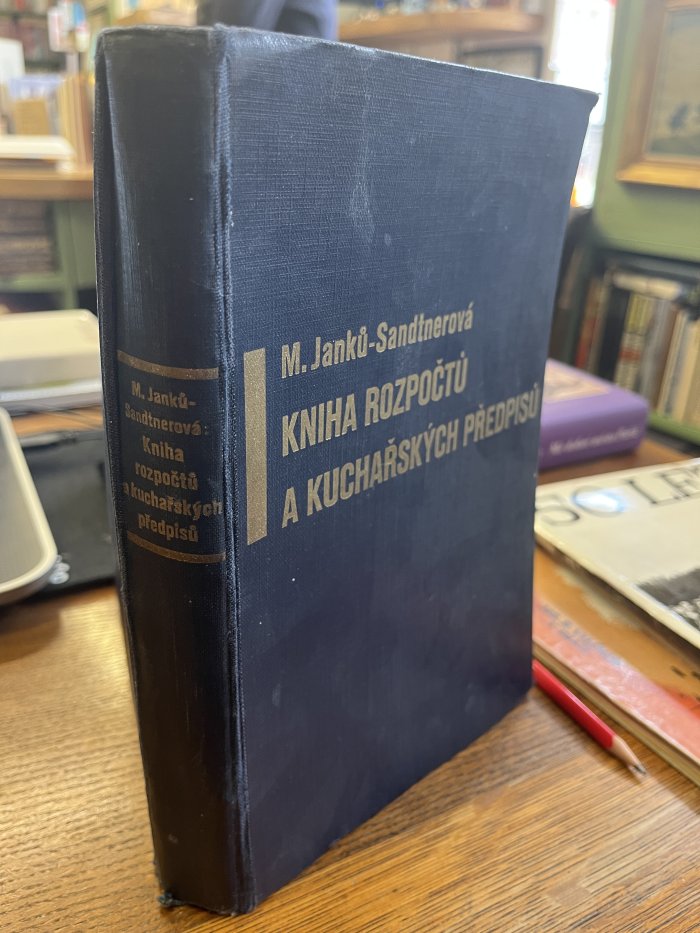 M. Janků-
Sandtnerová:
Kniha
rozpočtů
a kuchařských
předpisů
M. Janků-Sandtnerová
KNIHA ROZPOČTŮ
A KUCHAŘSKÝCH PŘEDPISŮ